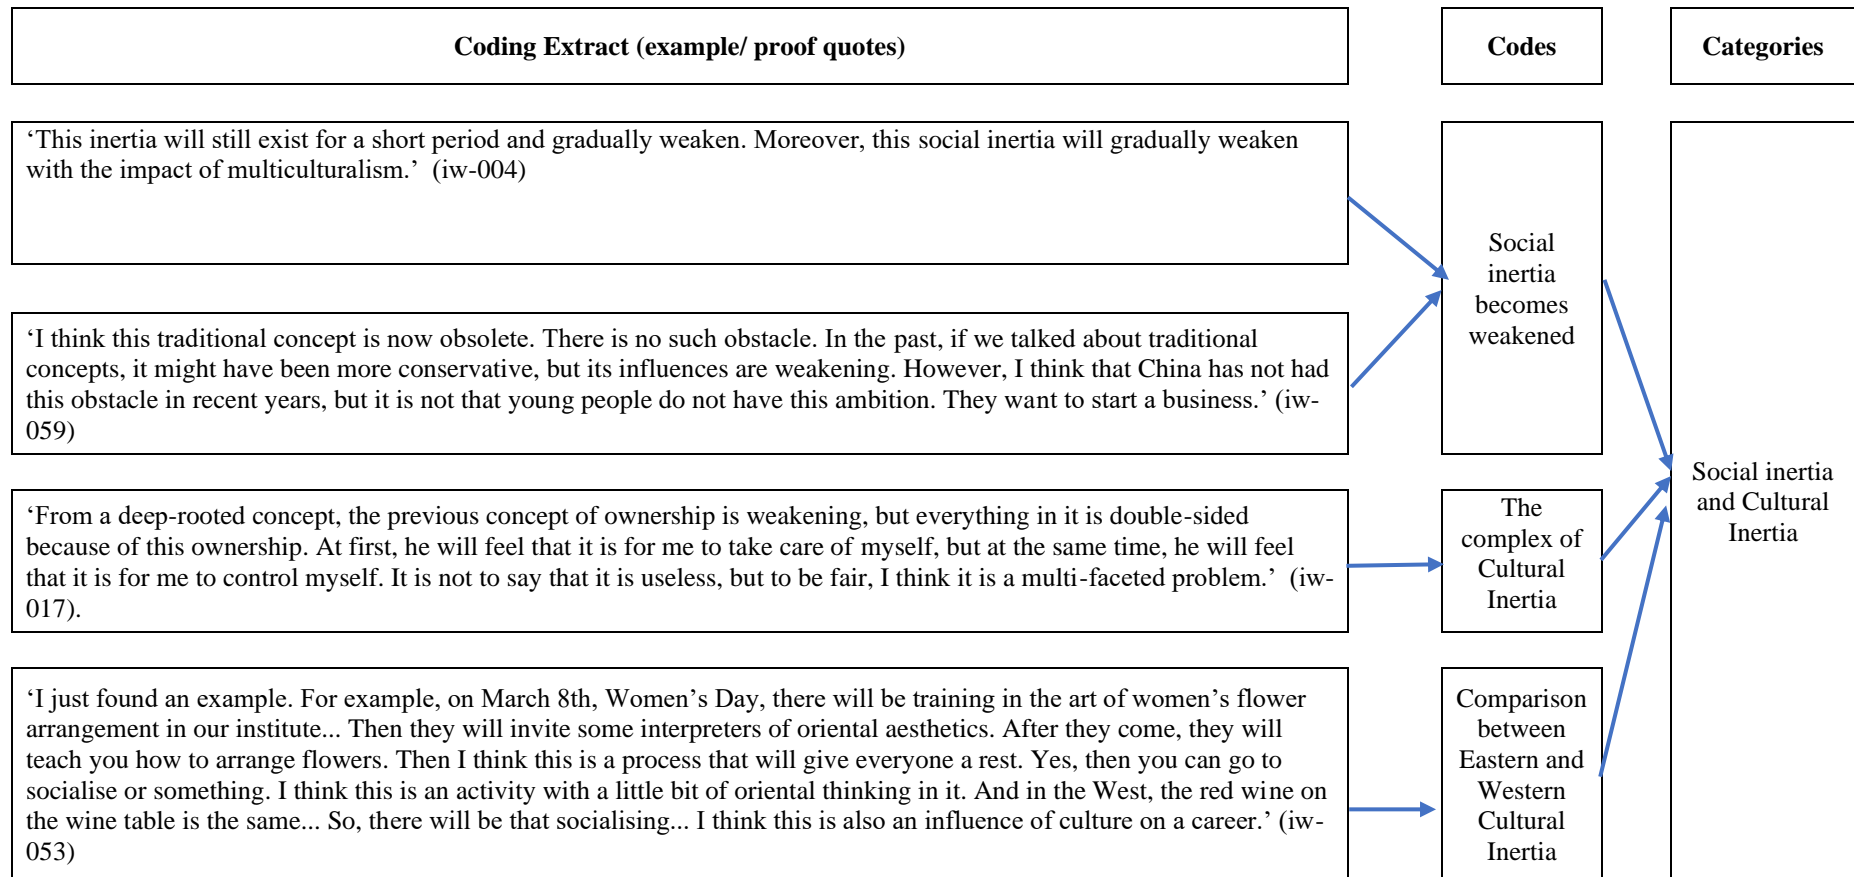 Coding Extract (example/ proof quotes)
Codes
Categories
‘This inertia will still exist for a short period and gradually weaken. Moreover, this social inertia will gradually weaken
with the impact of multiculturalism.’  (iw-004)
‘I think this traditional concept is now obsolete. There is no such obstacle. In the past, if we talked about traditional
concepts, it might have been more conservative, but its influences are weakening. However, I think that China has not had
this obstacle in recent years, but it is not that young people do not have this ambition. They want to start a business.’ (iw-
059)
Social
inertia
becomes
weakened
‘From a deep-rooted concept, the previous concept of ownership is weakening, but everything in it is double-sided
because of this ownership. At first, he will feel that it is for me to take care of myself, but at the same time, he will feel
that it is for me to control myself. It is not to say that it is useless, but to be fair, I think it is a multi-faceted problem.’  (iw-
017).
The
complex of
Cultural
Inertia
‘I just found an example. For example, on March 8th, Women’s Day, there will be training in the art of women’s flower
arrangement in our institute... Then they will invite some interpreters of oriental aesthetics. After they come, they will
teach you how to arrange flowers. Then I think this is a process that will give everyone a rest. Yes, then you can go to
socialise or something. I think this is an activity with a little bit of oriental thinking in it. And in the West, the red wine on
the wine table is the same... So, there will be that socialising... I think this is also an influence of culture on a career.’ (iw-
053)
Comparison
between
Eastern and
Western
Cultural
Inertia
Social inertia
and Cultural
Inertia